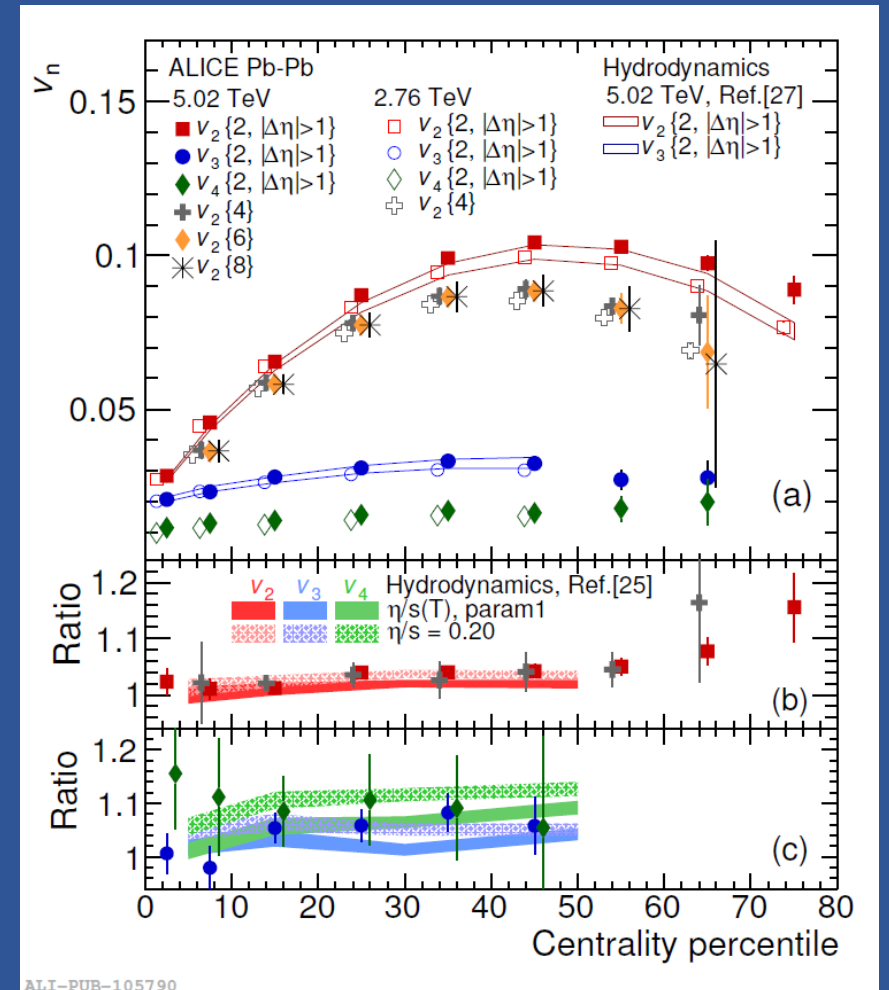 v_n
0.15
0.1
0.05
ALICE Pb-Pb
5.02 TeV
v_2{2, |Δη|>1}
v_3{2, |Δη|>1}
v_4{2, |Δη|>1}
v_2{4}
v_2{6}
v_2{8}
2.76 TeV
v_2{2, |Δη|>1}
v_3{2, |Δη|>1}
v_4{2, |Δη|>1}
v_2{4}
Hydrodynamics
5.02 TeV, Ref.[27]
v_2{2, |Δη|>1}
v_3{2, |Δη|>1}
(a)
Ratio
1.2
1.1
1
v_2 v_3 v_4 Hydrodynamics, Ref.[25]
η/s(T), param1
η/s = 0.20
(b)
Ratio
1.2
1.1
1
(c)
0 10 20 30 40 50 60 70 80
Centrality percentile
ALI-PUB-105790